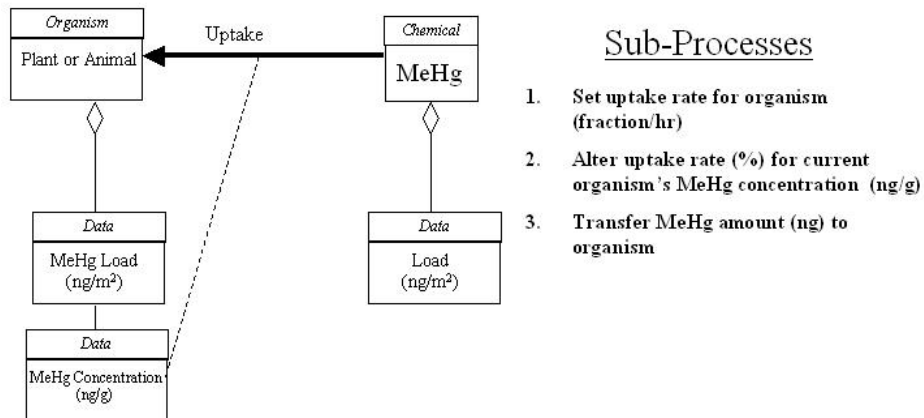 Organism
Plant or Animal
Uptake
Chemical
MeHg
Data
MeHg Load
(ng/m²)
Data
MeHg Concentration
(ng/g)
Data
Load
(ng/m²)
Sub-Processes
1. Set uptake rate for organism
(fraction/hr)
2. Alter uptake rate (%) for current
organism's MeHg concentration (ng/g)
3. Transfer MeHg amount (ng) to
organism